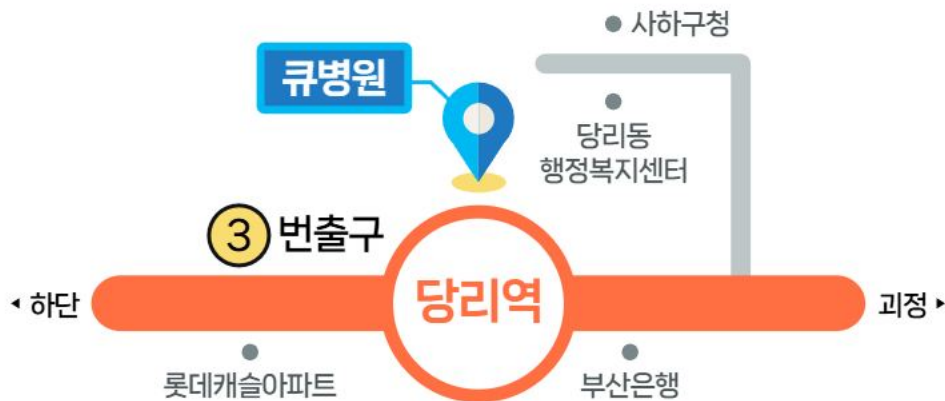 사하구청
큐병원
당리동
행정복지센터
3 번출구
당리역
◂ 하단
괴정 ▸
롯데캐슬아파트
부산은행